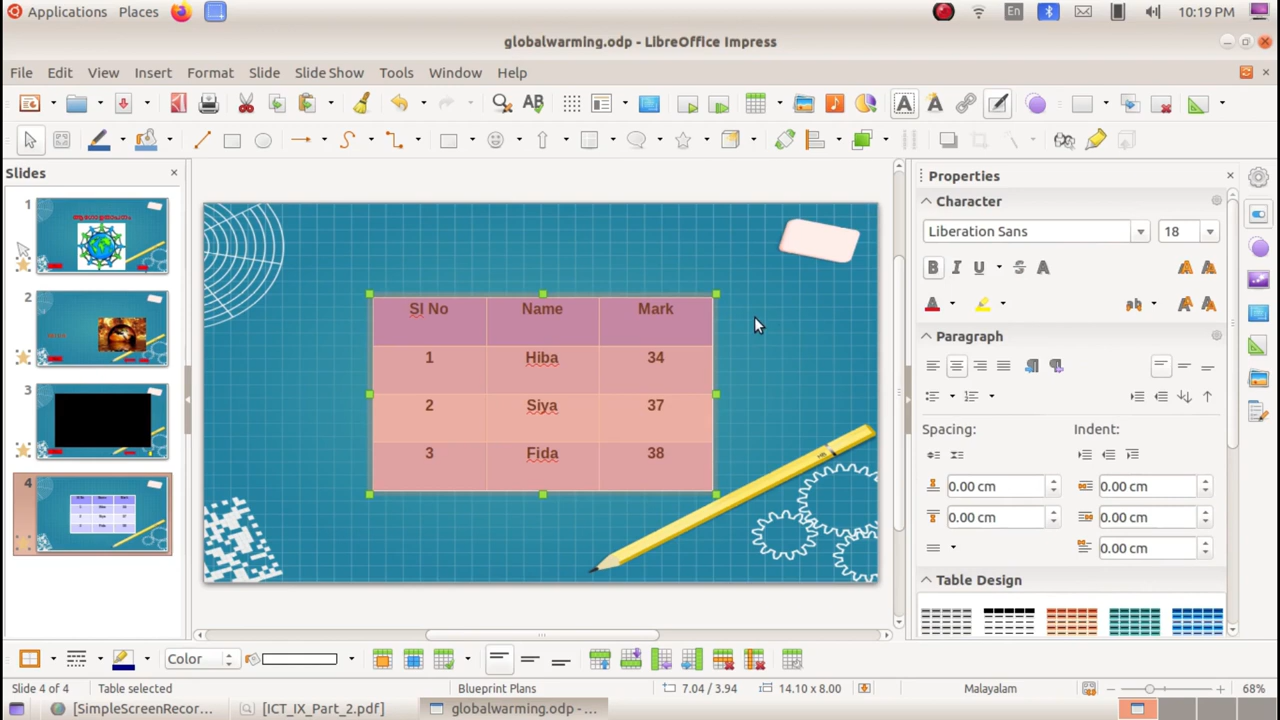 Applications Places En 10:19 PM
globalwarming.odp - LibreOffice Impress
File Edit View Insert Format Slide Slide Show Tools Window Help
Slides
Properties
1
2
3
4
Sl No Name Mark
1 Hiba 34
2 Siya 37
3 Fida 38
Character
Liberation Sans 18
Paragraph
Spacing: Indent:
0.00 cm 0.00 cm
0.00 cm 0.00 cm
0.00 cm
Table Design
Color
Slide 4 of 4 Table selected Blueprint Plans 7.04 / 3.94 14.10 x 8.00 Malayalam 68%
[SimpleScreenRecor... [ICT_IX_Part_2.pdf] globalwarming.odp - ...